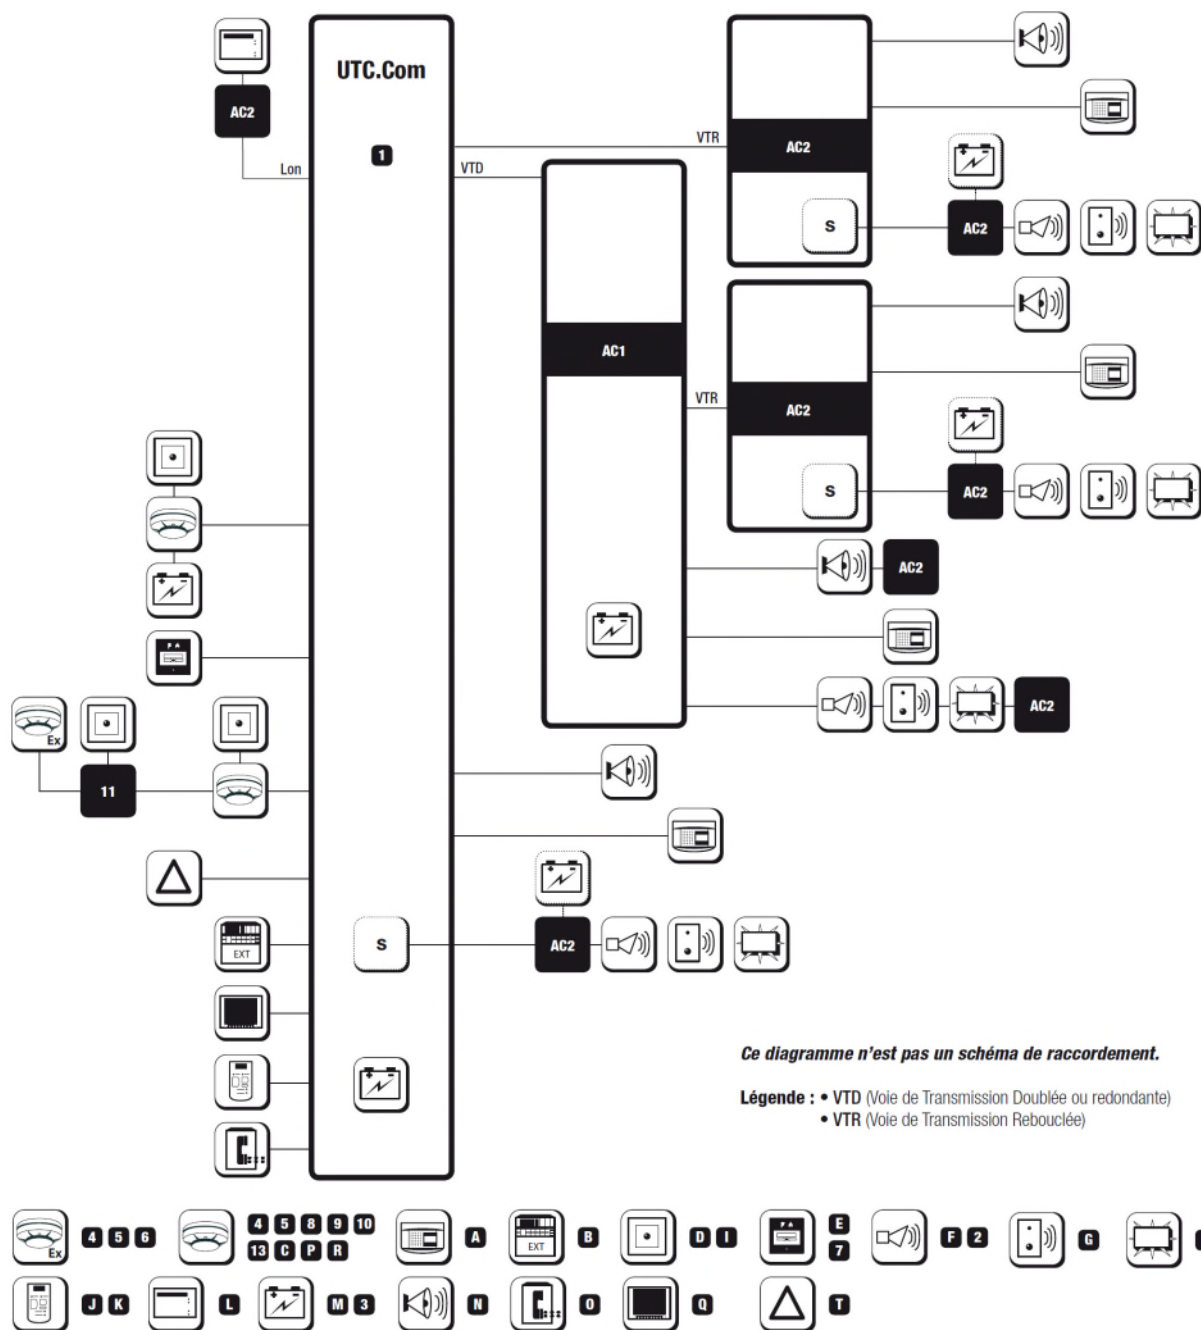 UTC.Com
AC2
1
VTR
AC2
Lon
VTD
S
AC2
AC1
VTR
AC2
S
AC2
AC2
Ex
11
AC2
EXT
S
AC2
Ce diagramme n'est pas un schéma de raccordement.
Légende : • VTD (Voie de Transmission Doublée ou redondante)
• VTR (Voie de Transmission Rebouclée)
Ex 4 5 6
4 5 8 9 10
13 C P R
A
EXT B
D I
E
7
F 2
G
J K
L
M 3
N
O
Q
T